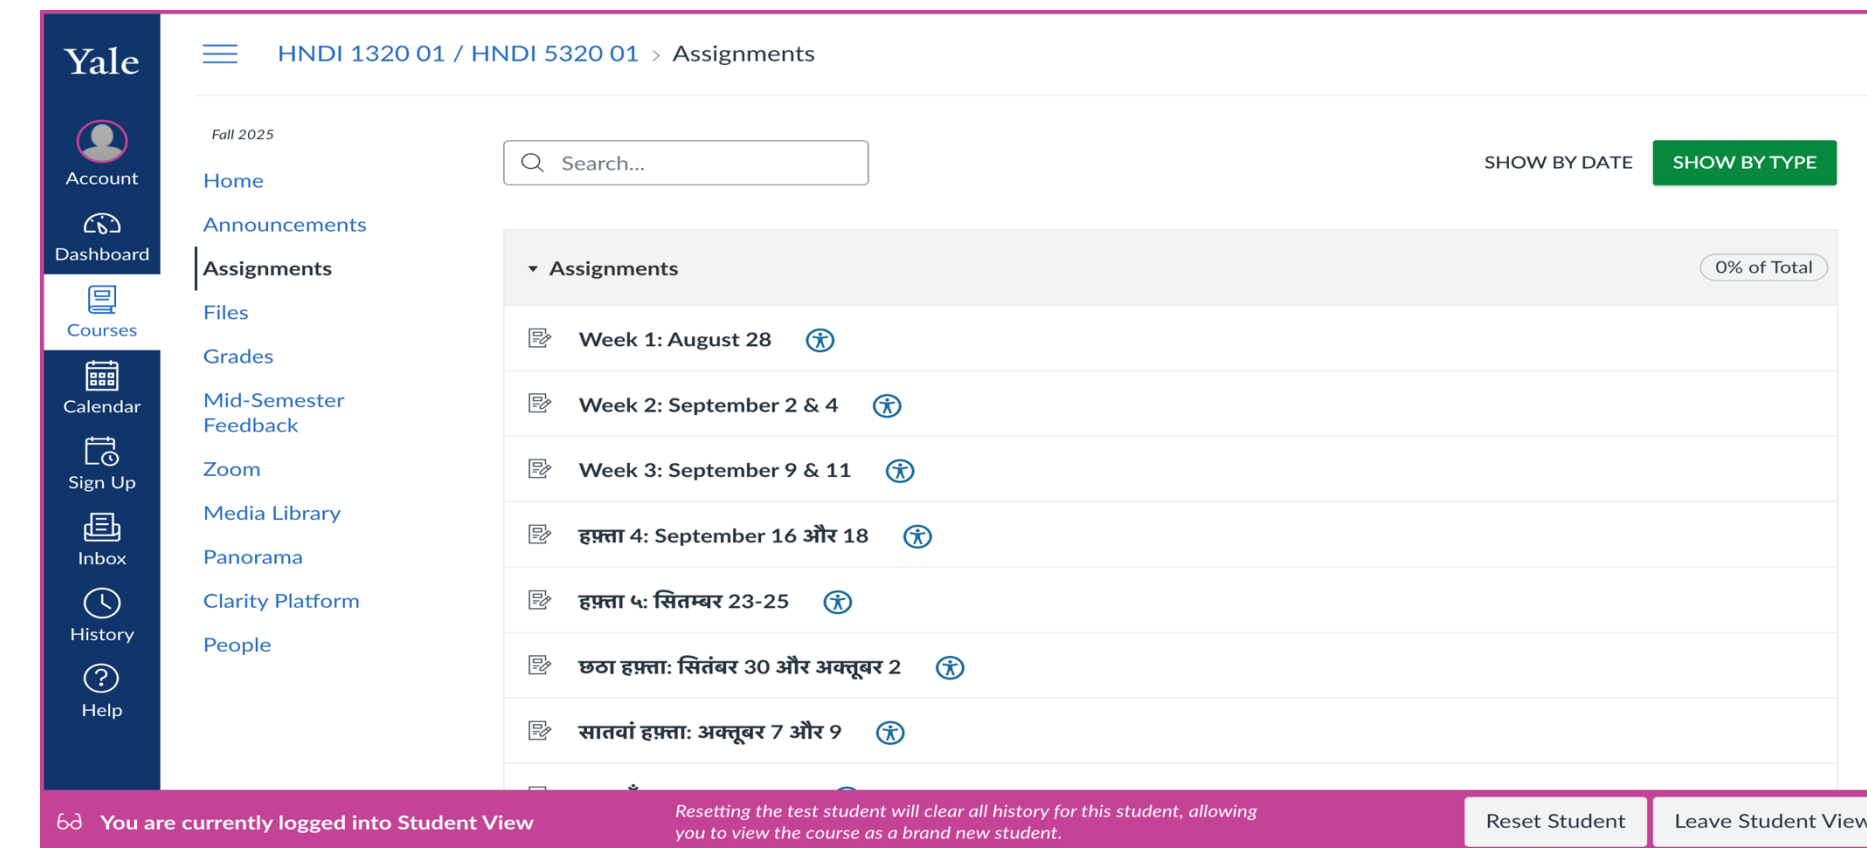 Yale
HNDI 1320 01 / HNDI 5320 01 > Assignments
Account
Dashboard
Courses
Calendar
Sign Up
Inbox
History
Help
Fall 2025
Home
Announcements
Assignments
Files
Grades
Mid-Semester
Feedback
Zoom
Media Library
Panorama
Clarity Platform
People
Search...
SHOW BY DATE
SHOW BY TYPE
Assignments
0% of Total
Week 1: August 28
Week 2: September 2 & 4
Week 3: September 9 & 11
हफ़्ता 4: September 16 और 18
हफ़्ता ५: सितम्बर 23-25
छठा हफ़्ता: सितंबर 30 और अक्तूबर 2
सातवां हफ़्ता: अक्तूबर 7 और 9
You are currently logged into Student View
Resetting the test student will clear all history for this student, allowing
you to view the course as a brand new student.
Reset Student
Leave Student View